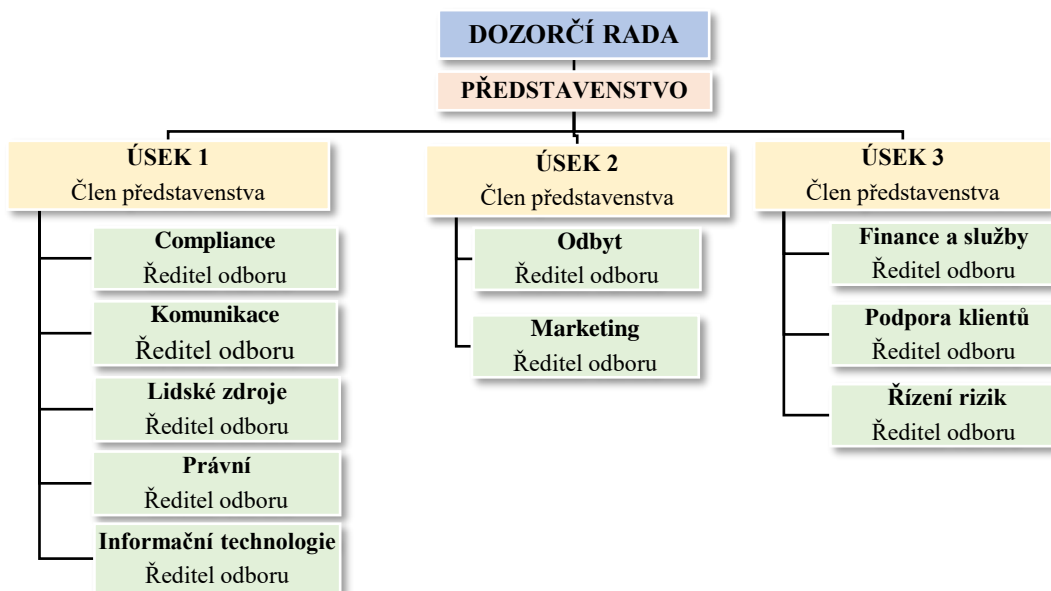 DOZORČÍ RADA
PŘEDSTAVENSTVO
ÚSEK 1
Člen představenstva
Compliance
Ředitel odboru
Komunikace
Ředitel odboru
Lidské zdroje
Ředitel odboru
Právní
Ředitel odboru
Informační technologie
Ředitel odboru
ÚSEK 2
Člen představenstva
Odbyt
Ředitel odboru
Marketing
Ředitel odboru
ÚSEK 3
Člen představenstva
Finance a služby
Ředitel odboru
Podpora klientů
Ředitel odboru
Řízení rizik
Ředitel odboru